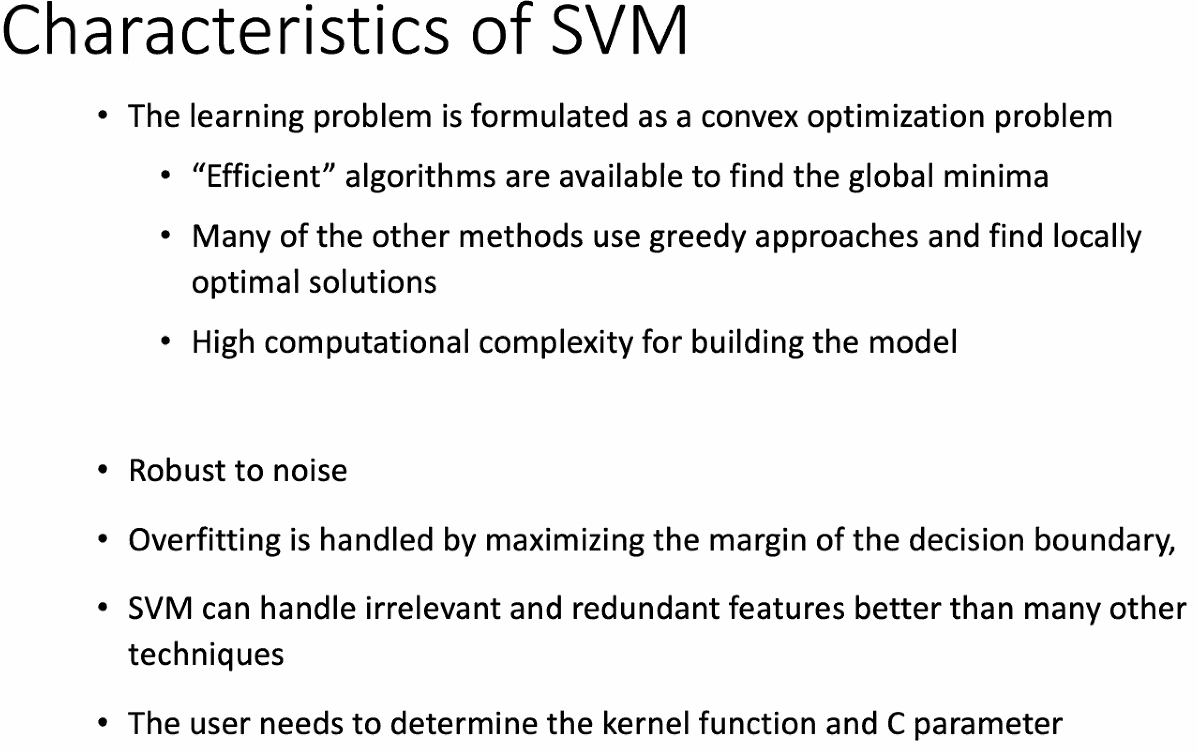 Characteristics of SVM
• The learning problem is formulated as a convex optimization problem
• “Efficient” algorithms are available to find the global minima
• Many of the other methods use greedy approaches and find locally
optimal solutions
• High computational complexity for building the model
• Robust to noise
• Overfitting is handled by maximizing the margin of the decision boundary,
• SVM can handle irrelevant and redundant features better than many other
techniques
• The user needs to determine the kernel function and C parameter